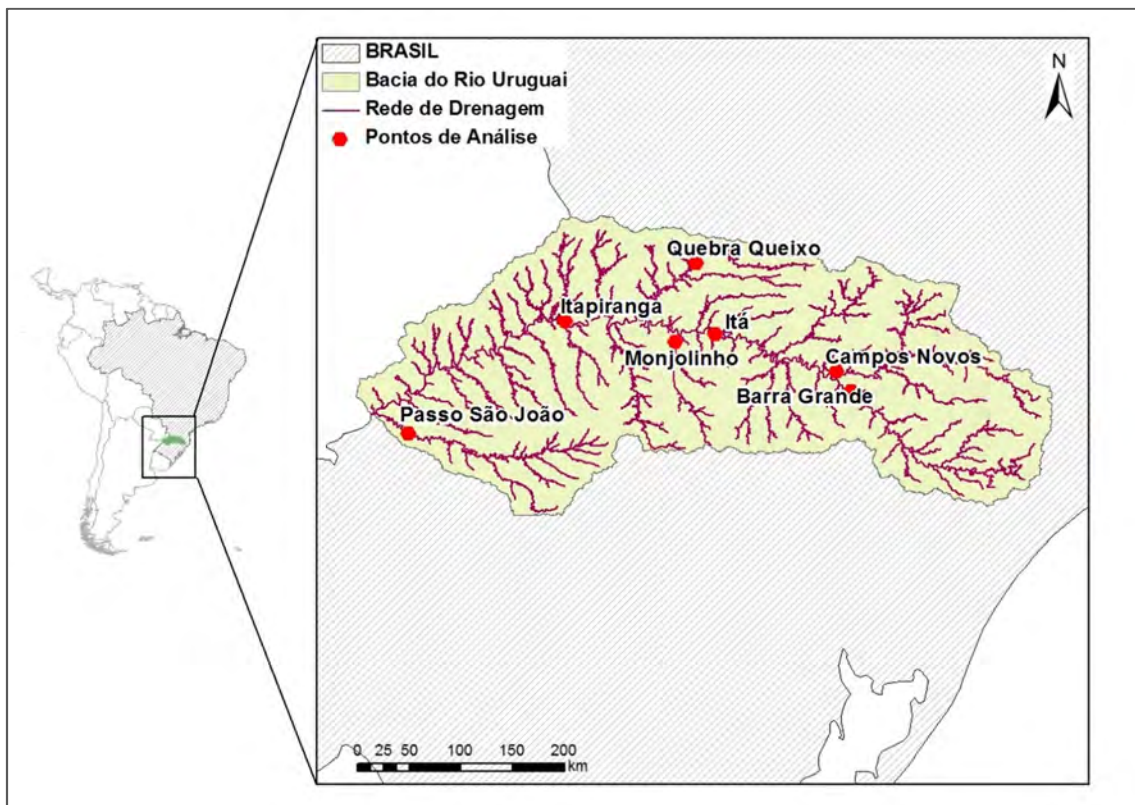 BRASIL
Bacia do Rio Uruguai
Rede de Drenagem
Pontos de Análise
N
Quebra Queixo
Itapiranga
Itá
Monjolinho
Campos Novos
Barra Grande
Passo São João
0 25 50 100 150 200
km